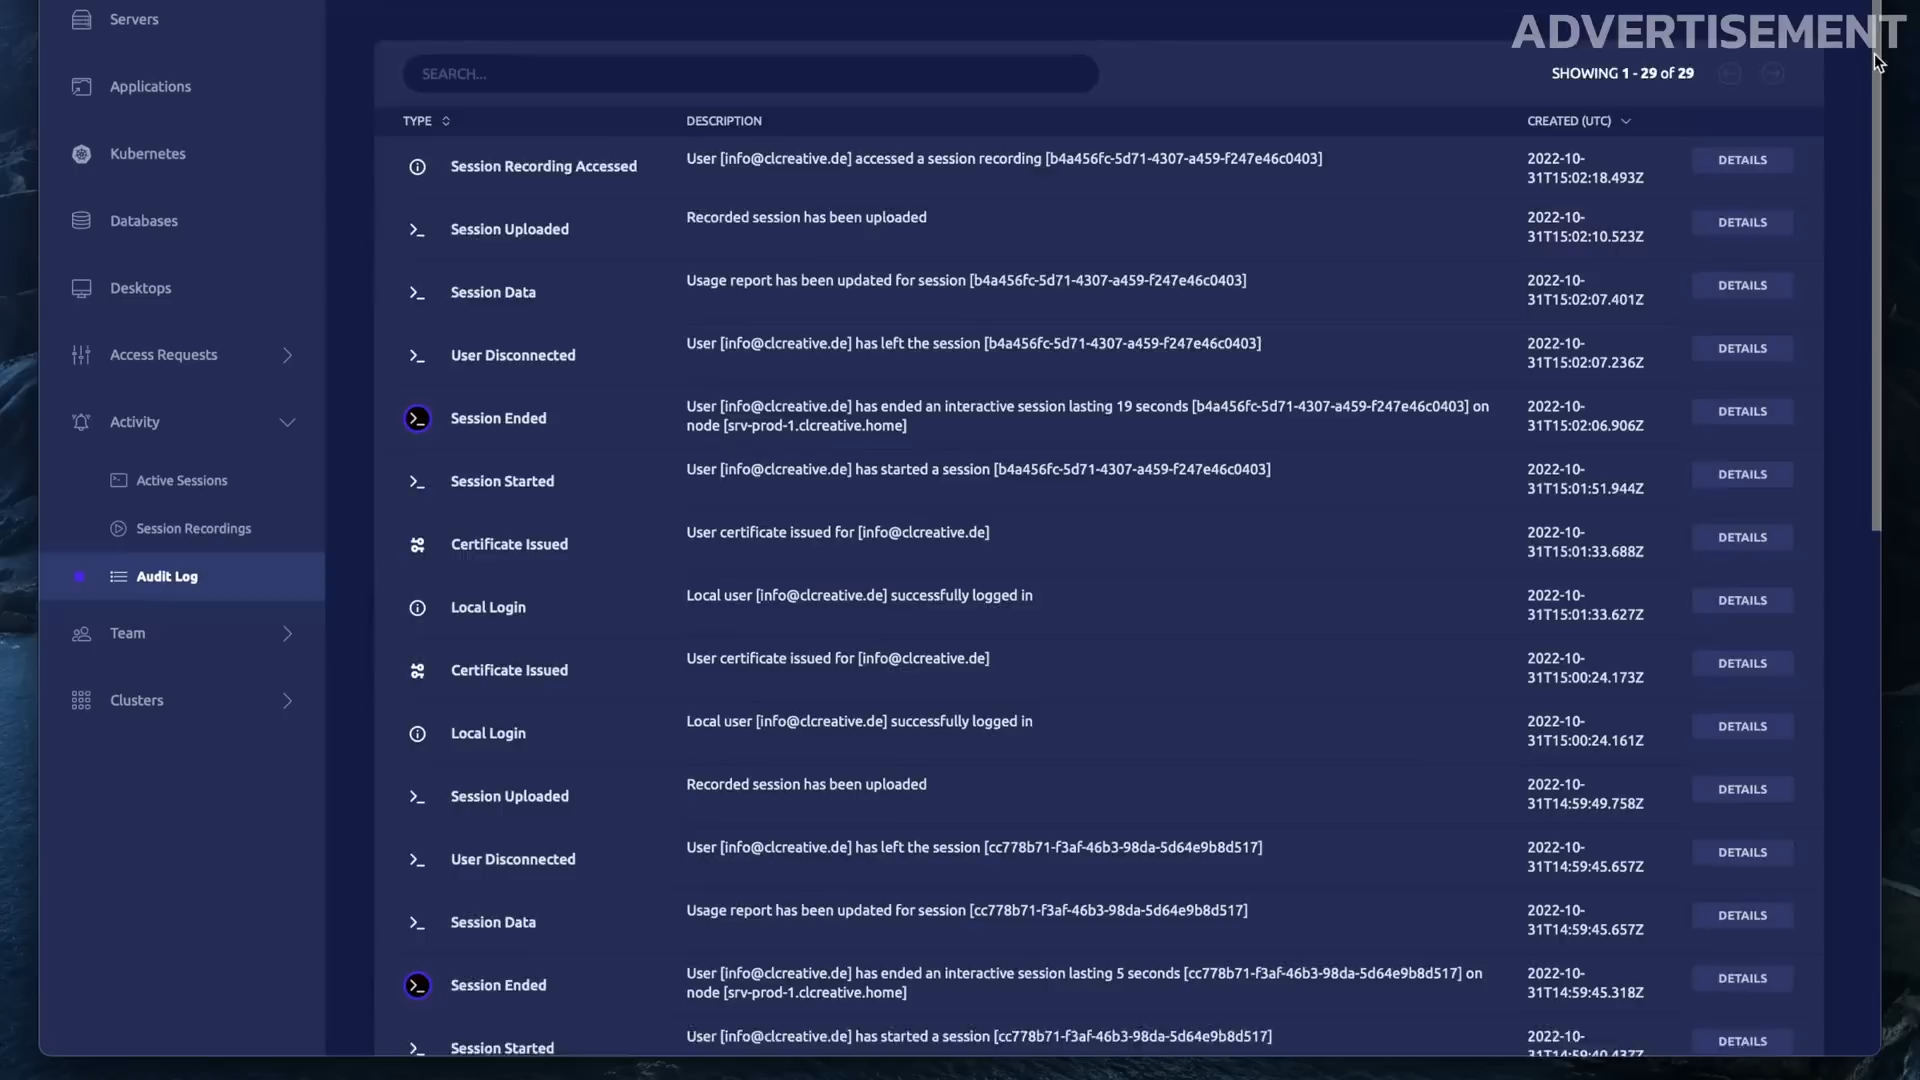 ADVERTISEMENT
Servers
Applications
Kubernetes
Databases
Desktops
Access Requests
Activity
Active Sessions
Session Recordings
Audit Log
Team
Clusters
SEARCH...
SHOWING 1 - 29 of 29
TYPE DESCRIPTION CREATED (UTC)
Session Recording Accessed User [info@clcreative.de] accessed a session recording [b4a456fc-5d71-4307-a459-f247e46c0403] 2022-10-
31T15:02:18.493Z
DETAILS
Session Uploaded Recorded session has been uploaded 2022-10-
31T15:02:10.523Z
DETAILS
Session Data Usage report has been updated for session [b4a456fc-5d71-4307-a459-f247e46c0403] 2022-10-
31T15:02:07.401Z
DETAILS
User Disconnected User [info@clcreative.de] has left the session [b4a456fc-5d71-4307-a459-f247e46c0403] 2022-10-
31T15:02:07.236Z
DETAILS
Session Ended User [info@clcreative.de] has ended an interactive session lasting 19 seconds [b4a456fc-5d71-4307-a459-f247e46c0403] on 2022-10-
node [srv-prod-1.clcreative.home] 31T15:02:06.906Z
DETAILS
Session Started User [info@clcreative.de] has started a session [b4a456fc-5d71-4307-a459-f247e46c0403] 2022-10-
31T15:01:51.944Z
DETAILS
Certificate Issued User certificate issued for [info@clcreative.de] 2022-10-
31T15:01:33.688Z
DETAILS
Local Login Local user [info@clcreative.de] successfully logged in 2022-10-
31T15:01:33.627Z
DETAILS
Certificate Issued User certificate issued for [info@clcreative.de] 2022-10-
31T15:00:24.173Z
DETAILS
Local Login Local user [info@clcreative.de] successfully logged in 2022-10-
31T15:00:24.161Z
DETAILS
Session Uploaded Recorded session has been uploaded 2022-10-
31T14:59:49.758Z
DETAILS
User Disconnected User [info@clcreative.de] has left the session [cc778b71-f3af-46b3-98da-5d64e9b8d517] 2022-10-
31T14:59:45.657Z
DETAILS
Session Data Usage report has been updated for session [cc778b71-f3af-46b3-98da-5d64e9b8d517] 2022-10-
31T14:59:45.657Z
DETAILS
Session Ended User [info@clcreative.de] has ended an interactive session lasting 5 seconds [cc778b71-f3af-46b3-98da-5d64e9b8d517] on 2022-10-
node [srv-prod-1.clcreative.home] 31T14:59:45.318Z
DETAILS
Session Started User [info@clcreative.de] has started a session [cc778b71-f3af-46b3-98da-5d64e9b8d517] 2022-10-
31T14:59:40.437Z
DETAILS